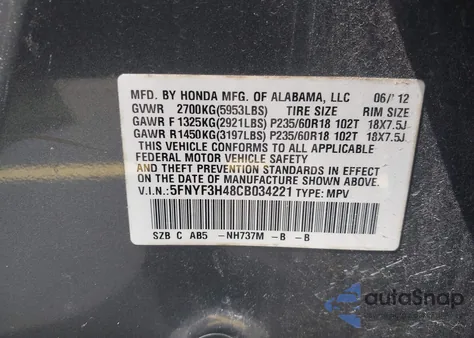 MFD. BY HONDA MFG. OF ALABAMA, LLC 06/12
GVWR 2700KG(5953LBS) TIRE SIZE RIM SIZE
GAWR F 1325KG(2921LBS) P235/60R18 102T 18X7.5J
GAWR R 1450KG(3197LBS) P235/60R18 102T 18X7.5J
THIS VEHICLE CONFORMS TO ALL APPLICABLE
FEDERAL MOTOR VEHICLE SAFETY
AND THEFT PREVENTION STANDARDS IN EFFECT
ON THE DATE OF MANUFACTURE SHOWN ABOVE.
V.I.N.: 5FNYF3H48CB034221 TYPE: MPV
SZB C AB5 -NH737M -B -B
autoSnap